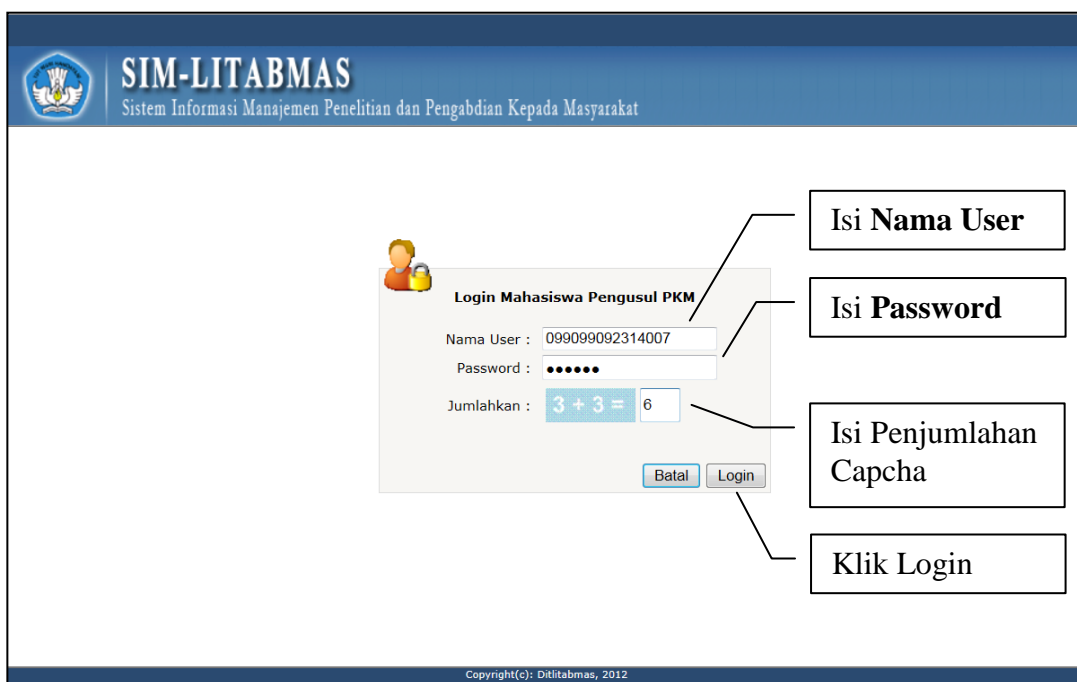 SIM-LITABMAS
Sistem Informasi Manajemen Penelitian dan Pengabdian Kepada Masyarakat
Isi Nama User
Login Mahasiswa Pengusul PKM
Isi Password
Nama User : 099099092314007
Password : ●●●●●●
Jumlahkan : 3 + 3 = 6
Isi Penjumlahan
Capcha
Batal Login
Klik Login
Copyright(c): Ditlitabmas, 2012